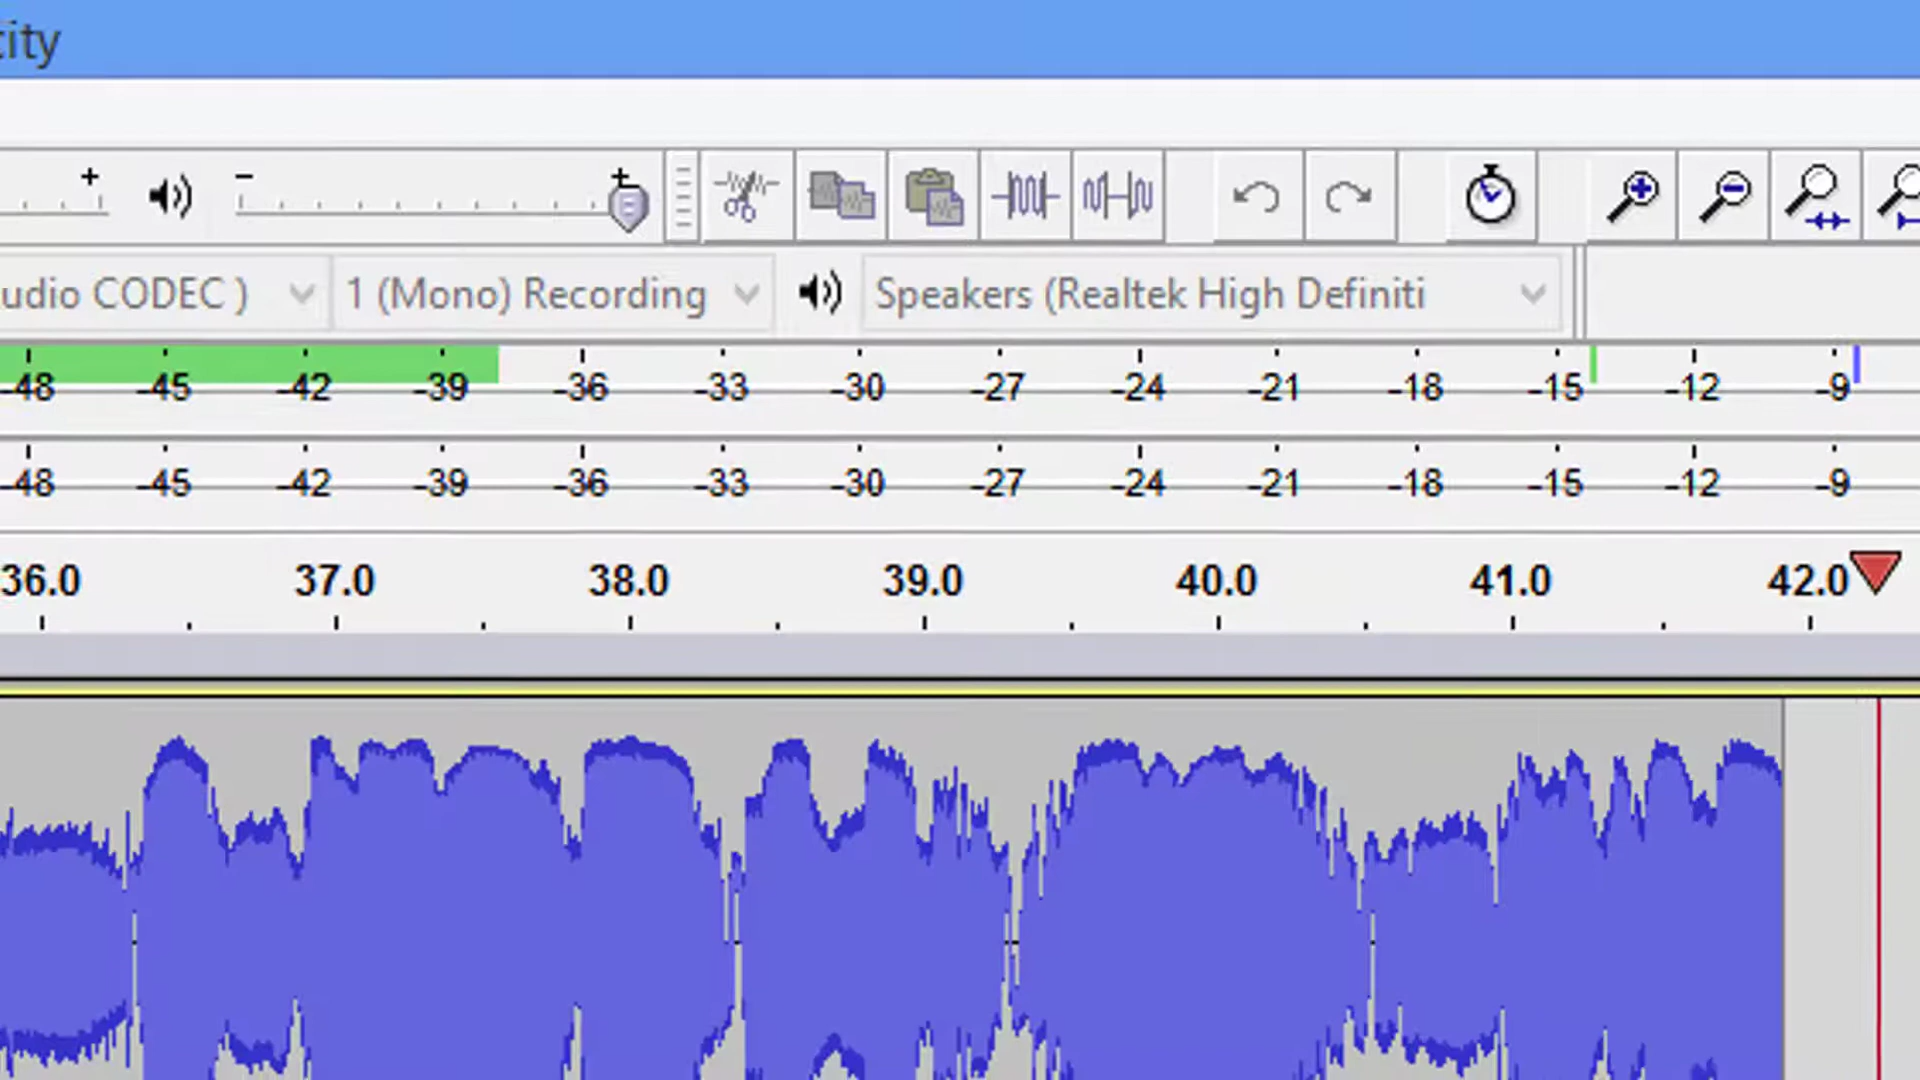 city
+ - +
udio CODEC ) 1 (Mono) Recording Speakers (Realtek High Definiti
-48 -45 -42 -39 -36 -33 -30 -27 -24 -21 -18 -15 -12 -9
-48 -45 -42 -39 -36 -33 -30 -27 -24 -21 -18 -15 -12 -9
36.0 37.0 38.0 39.0 40.0 41.0 42.0